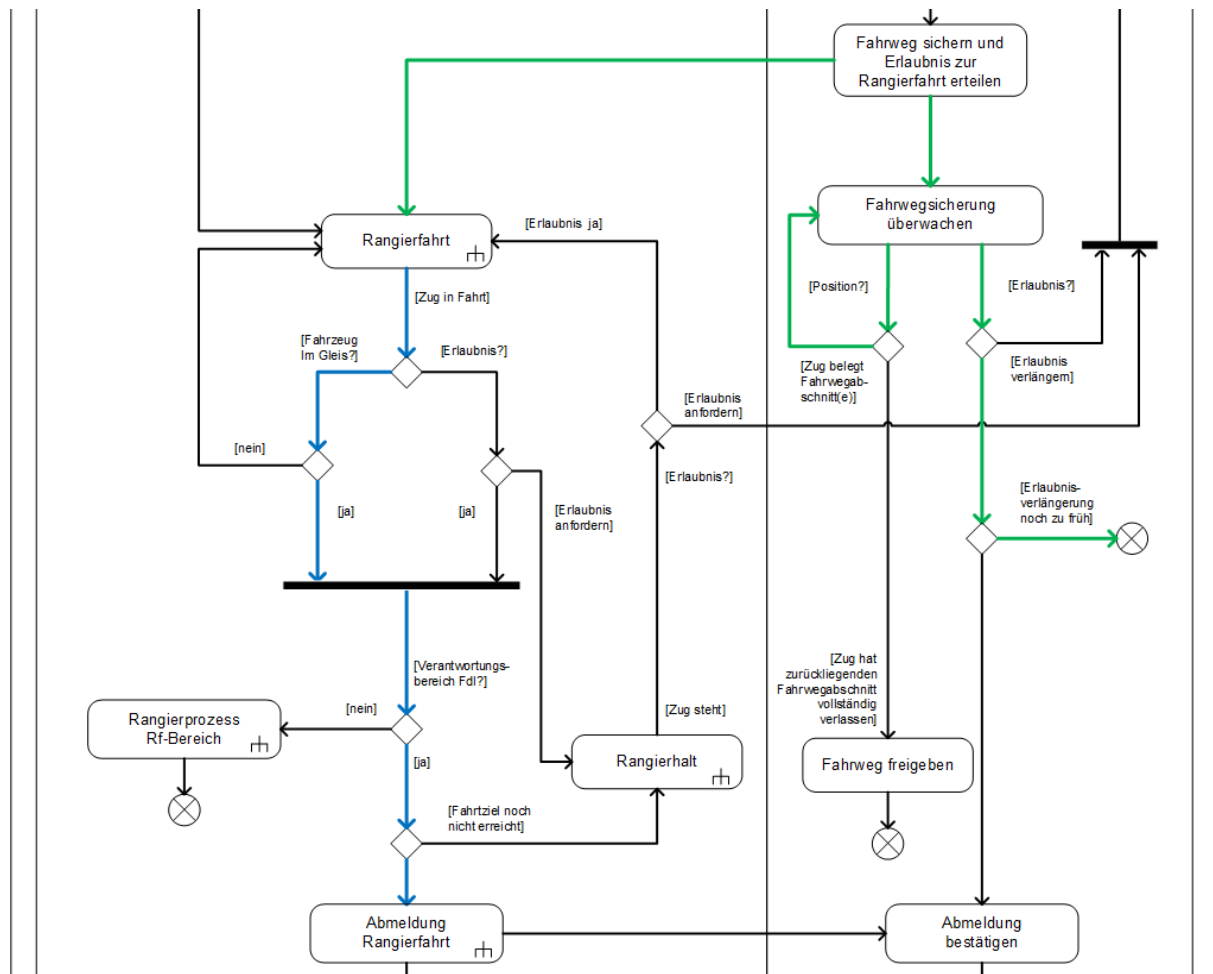 Fahrweg sichern und
Erlaubnis zur
Rangierfahrt erteilen
Fahrwegsicherung
überwachen
[Erlaubnis ja]
Rangierfahrt
[Position?]
[Erlaubnis?]
[Zug in Fahrt]
[Fahrzeug
Im Gleis?]
[Erlaubnis?]
[Zug belegt
Fahrwegab-
schnitt(e)]
[Erlaubnis
verlängern]
[Erlaubnis
anfordern]
[nein]
[Erlaubnis?]
[ja]
[ja]
[Erlaubnis
anfordern]
[Erlaubnis-
verlängerung
noch zu früh]
[Verantwortungs-
bereich Fdl?]
[Zug hat
zurückliegenden
Fahrwegabschnitt
vollständig
verlassen]
[nein]
[Zug steht]
Rangierprozess
Rf-Bereich
[ja]
Rangierhalt
Fahrweg freigeben
[Fahrtziel noch
nicht erreicht]
Abmeldung
Rangierfahrt
Abmeldung
bestätigen